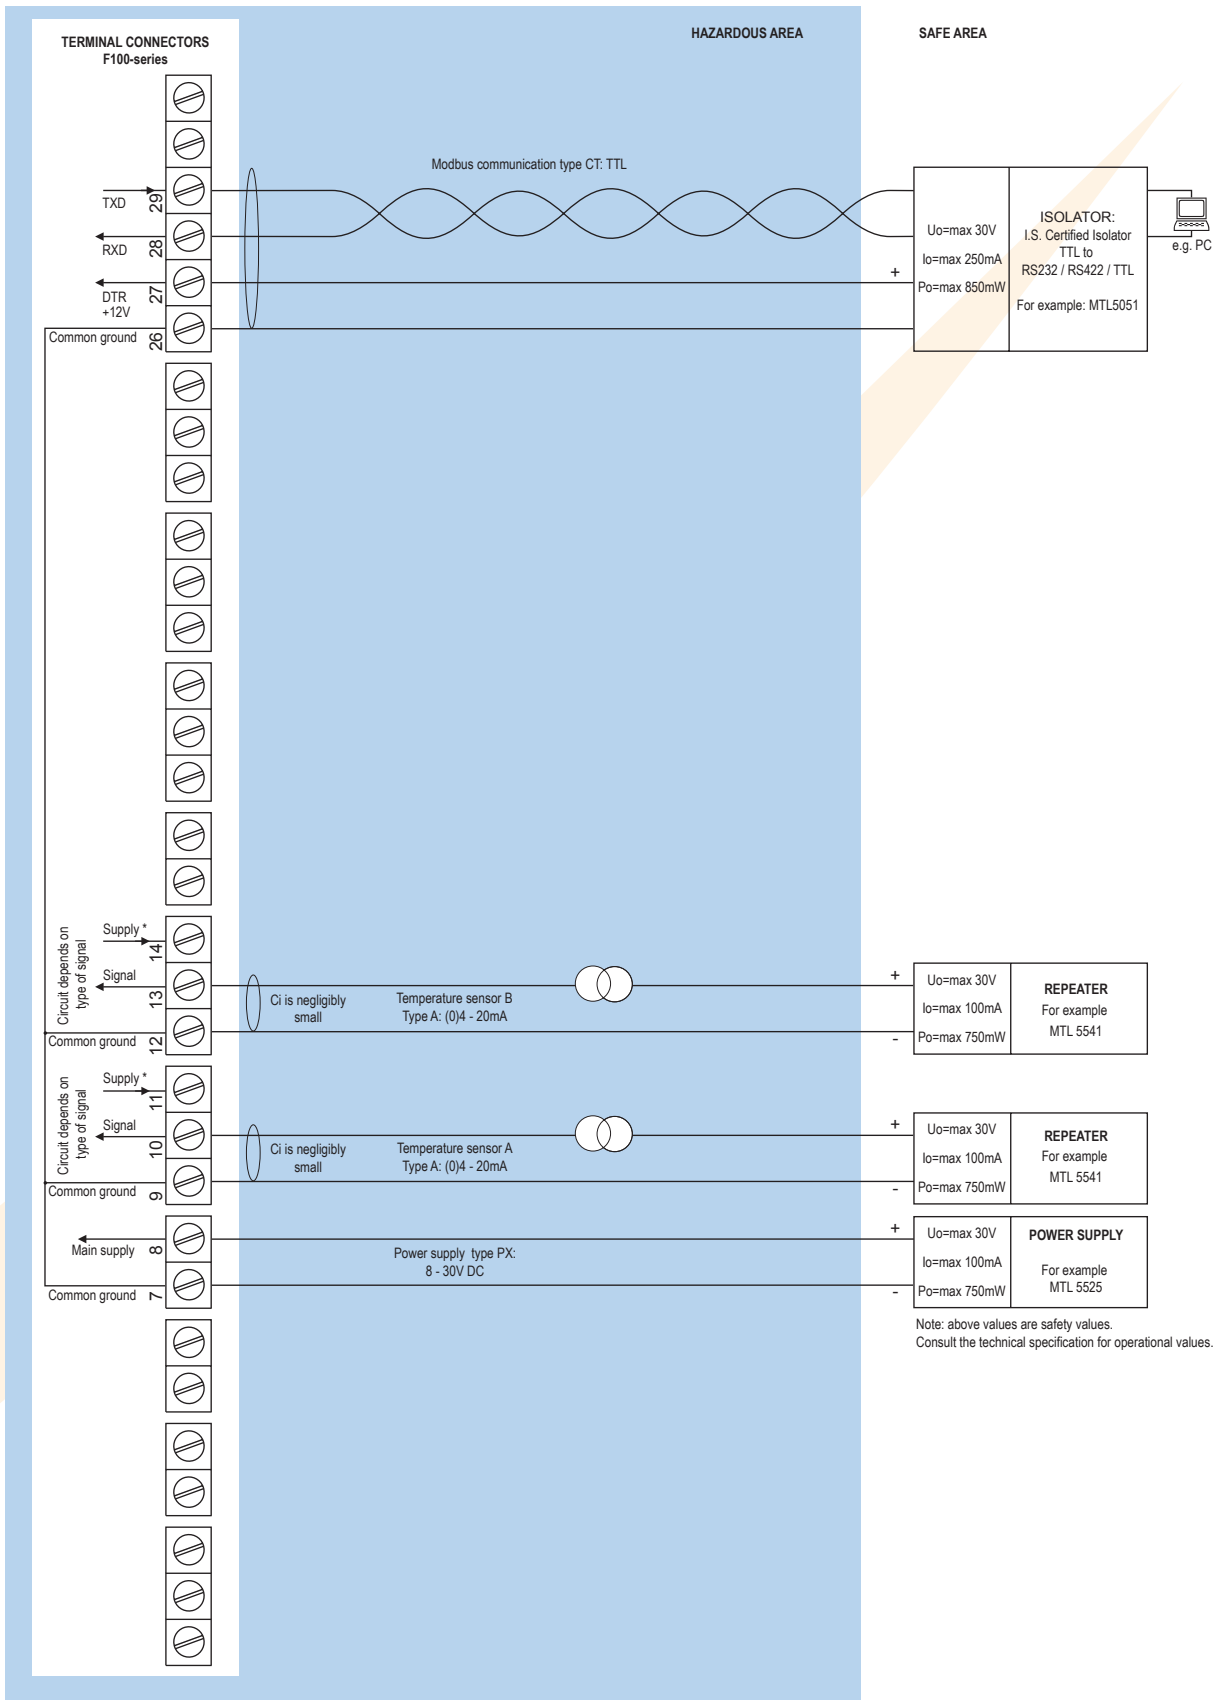 HAZARDOUS AREA
SAFE AREA
TERMINAL CONNECTORS
F100-series
Modbus communication type CT: TTL
TXD
29
RXD
28
DTR
+12V
27
+
Common ground
26
Uo=max 30V
Io=max 250mA
Po=max 850mW
ISOLATOR:
I.S. Certified Isolator
TTL to
RS232 / RS422 / TTL
For example: MTL5051
e.g. PC
Circuit depends on
type of signal
Supply *
14
Signal
13
Common ground
12
Ci is negligibly
small
Temperature sensor B
Type A: (0)4 - 20mA
+
-
Uo=max 30V
Io=max 100mA
Po=max 750mW
REPEATER
For example
MTL 5541
Circuit depends on
type of signal
Supply *
11
Signal
10
Common ground
9
Ci is negligibly
small
Temperature sensor A
Type A: (0)4 - 20mA
+
-
Uo=max 30V
Io=max 100mA
Po=max 750mW
REPEATER
For example
MTL 5541
Main supply
8
Common ground
7
Power supply type PX:
8 - 30V DC
+
-
Uo=max 30V
Io=max 100mA
Po=max 750mW
POWER SUPPLY
For example
MTL 5525
Note: above values are safety values.
Consult the technical specification for operational values.